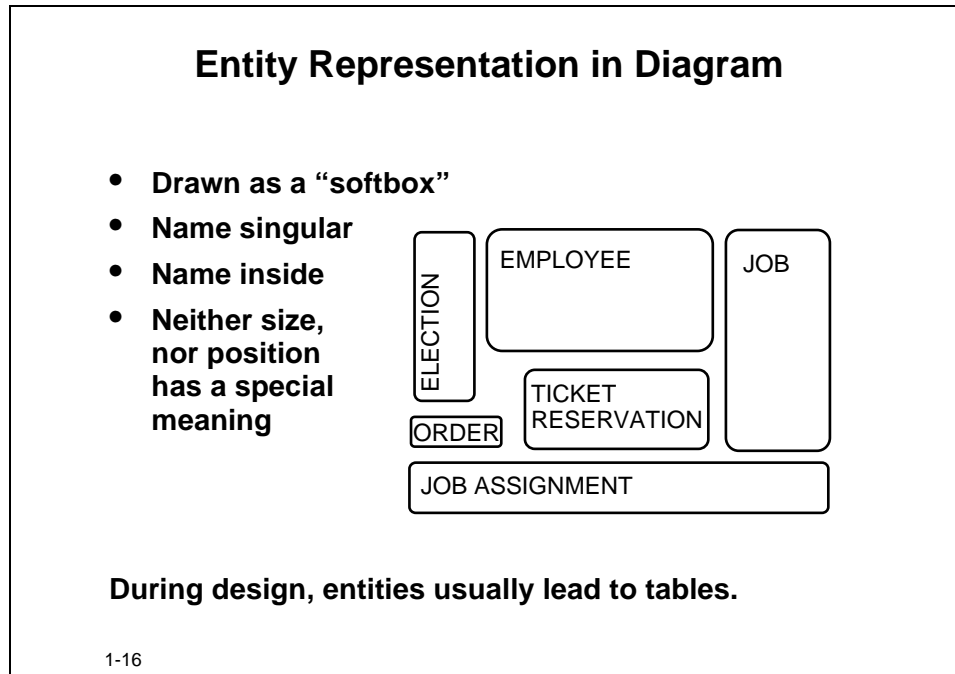 Entity Representation in Diagram
• Drawn as a “softbox”
• Name singular
• Name inside
• Neither size,
nor position
has a special
meaning
ELECTION
EMPLOYEE
JOB
TICKET
RESERVATION
ORDER
JOB ASSIGNMENT
During design, entities usually lead to tables.
1-16